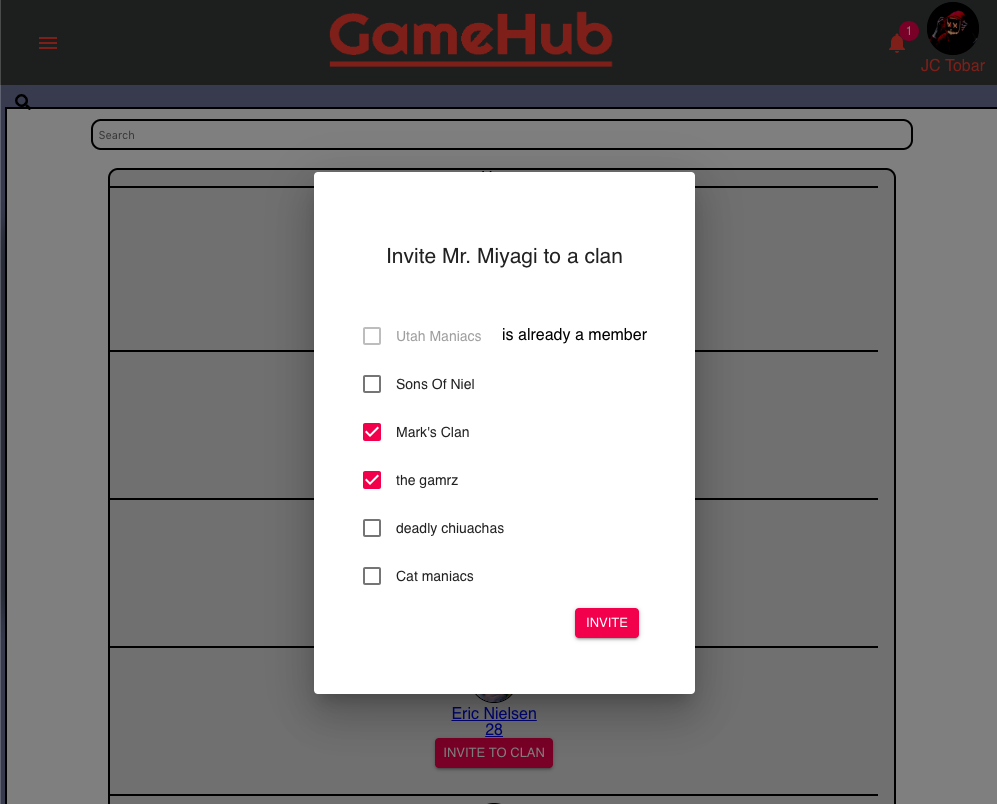 GameHub
1
JC Tobar
Search
Invite Mr. Miyagi to a clan
Utah Maniacs is already a member
Sons Of Niel
Mark's Clan
the gamrz
deadly chiuachas
Cat maniacs
INVITE
Eric Nielsen
28
INVITE TO CLAN